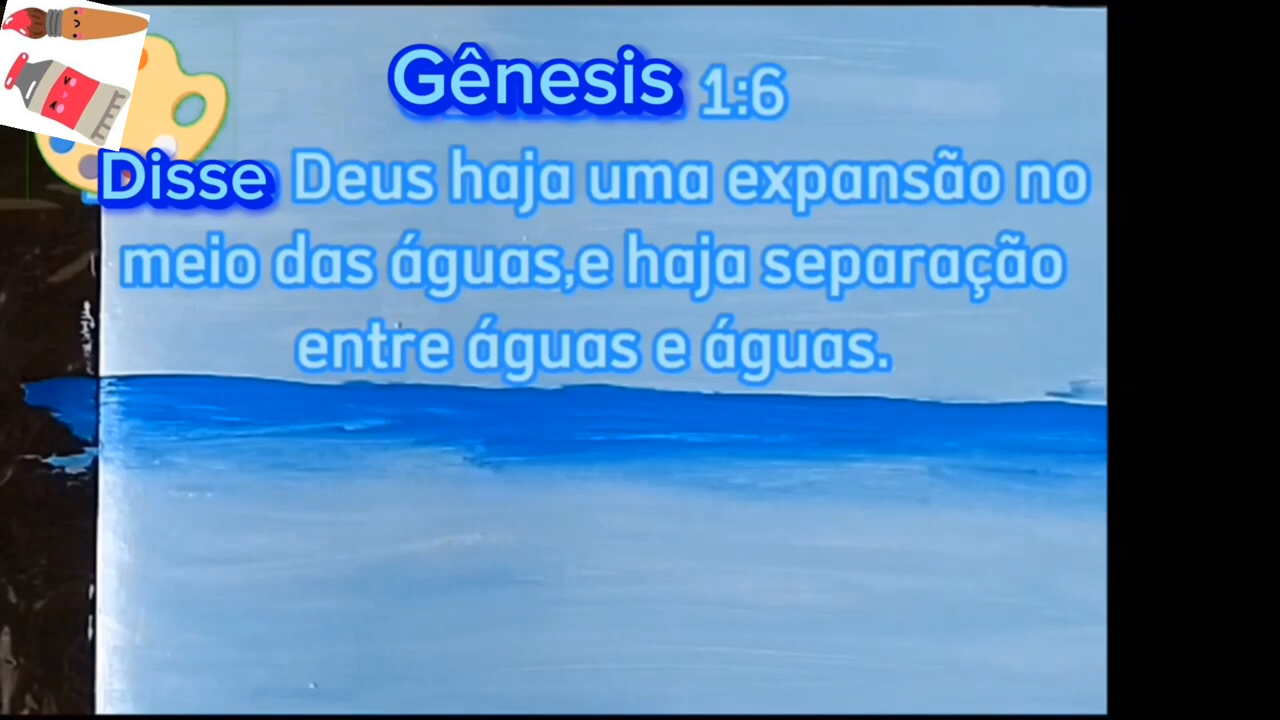 Gênesis 1:6
Disse Deus haja uma expansão no
meio das águas,e haja separação
entre águas e águas.